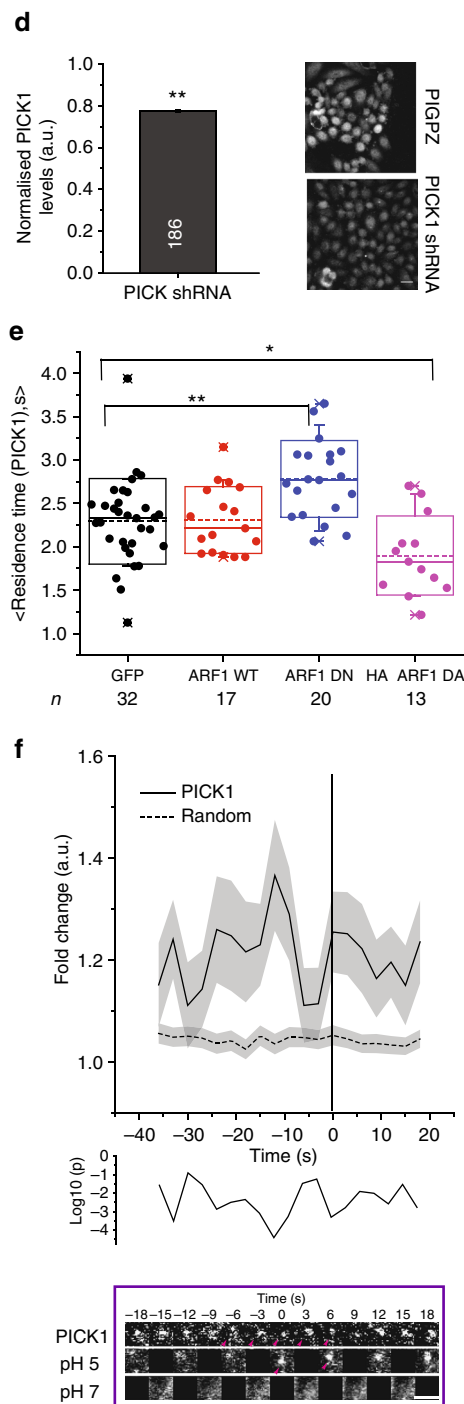 d
Normalised PICK1
levels (a.u.)
1.0
0.8
0.6
0.4
0.2
0.0
**
186
PICK shRNA
PIGPZ
PICK1 shRNA
e
<Residence time (PICK1),s>
4.0
3.5
3.0
2.5
2.0
1.5
1.0
*
**
GFP ARF1 WT ARF1 DN HA ARF1 DA
n 32 17 20 13
f
Fold change (a.u.)
1.6
1.4
1.2
1.0
PICK1
Random
−40 −30 −20 −10 0 10 20
Time (s)
Log10 (p)
0
−1
−2
−3
−4
Time (s)
−18 −15 −12 −9 −6 −3 0 3 6 9 12 15 18
PICK1
pH 5
pH 7